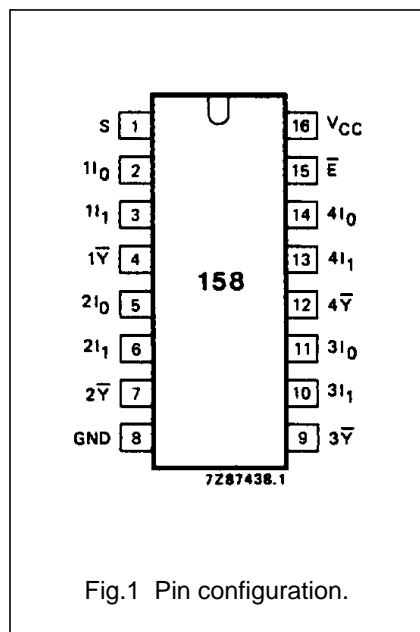 S 1 16 V_CC
1I₀ 2 15 E̅
1I₁ 3 14 4I₀
1Y̅ 4 13 4I₁
158
2I₀ 5 12 4Y̅
2I₁ 6 11 3I₀
2Y̅ 7 10 3I₁
GND 8 9 3Y̅
7Z87438.1
Fig.1 Pin configuration.